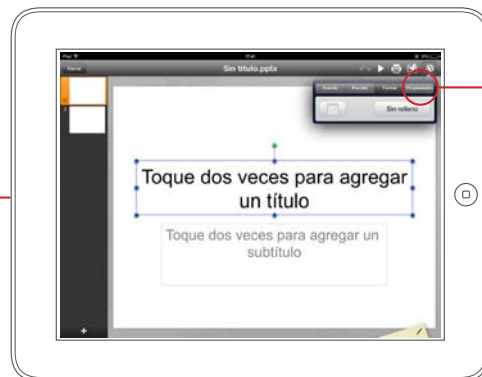 Sin título.pptx
Sin relleno
Toque dos veces para agregar
un título
Toque dos veces para agregar un
subtítulo